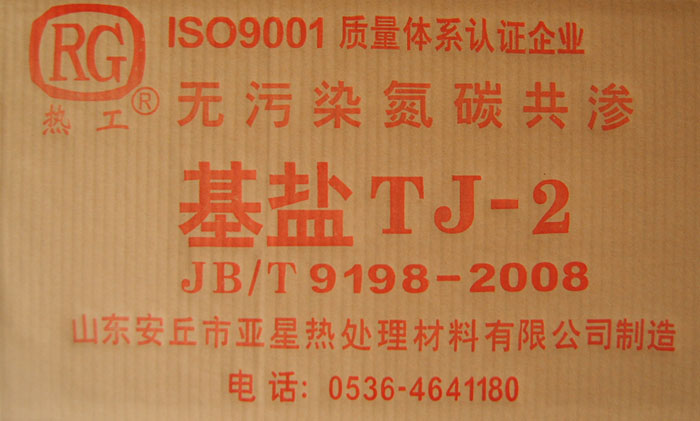 RG
热工®
ISO9001 质量体系认证企业
无污染氮碳共渗
基盐TJ-2
JB/T 9198-2008
山东安丘市亚星热处理材料有限公司制造
电话: 0536-4641180